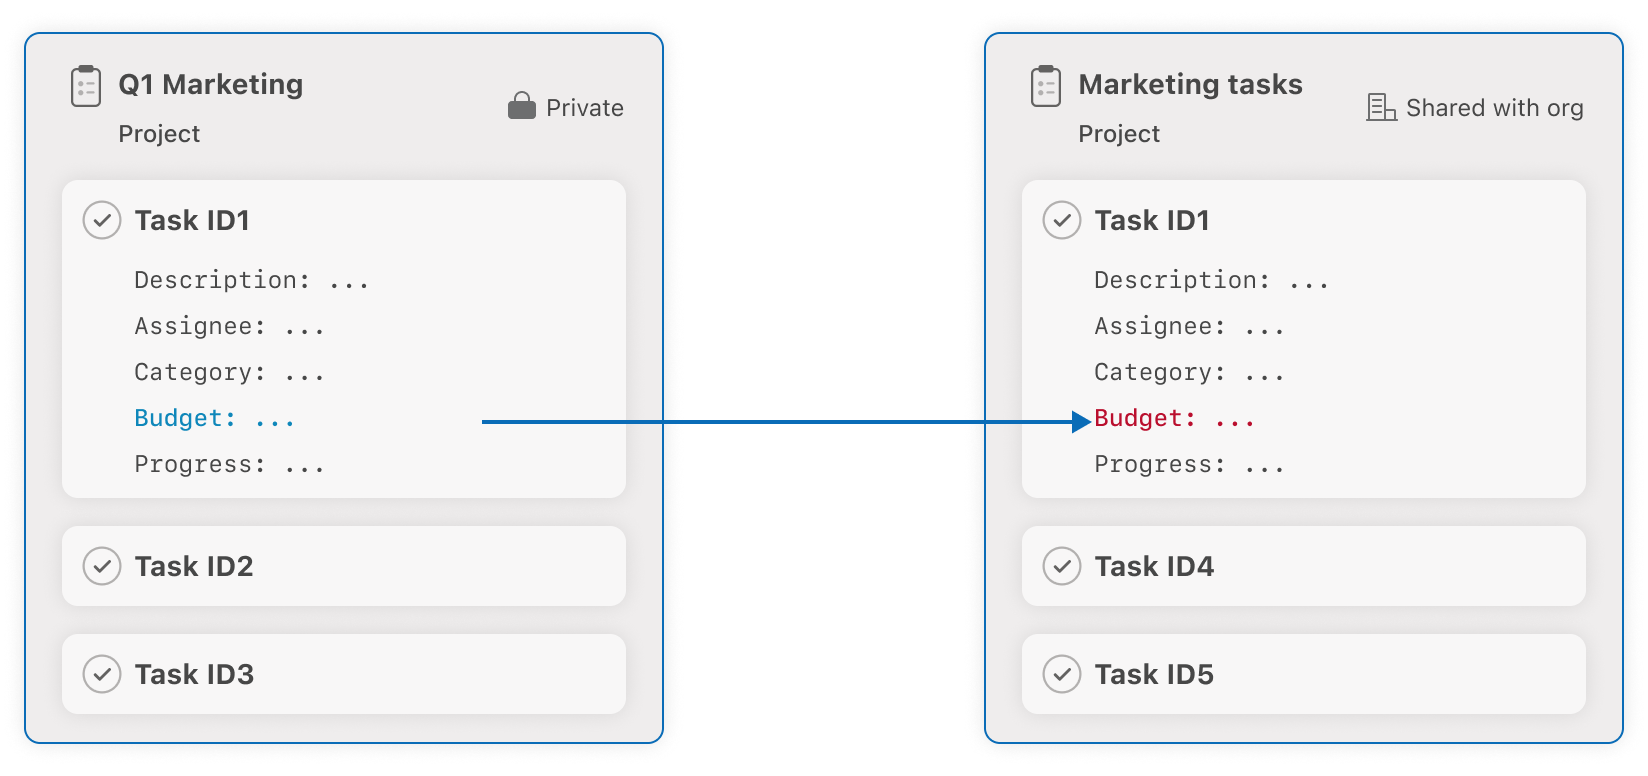 Q1 Marketing
Private
Project
Task ID1
Description: ...
Assignee: ...
Category: ...
Budget: ...
Progress: ...
Task ID2
Task ID3
Marketing tasks
Shared with org
Project
Task ID1
Description: ...
Assignee: ...
Category: ...
Budget: ...
Progress: ...
Task ID4
Task ID5